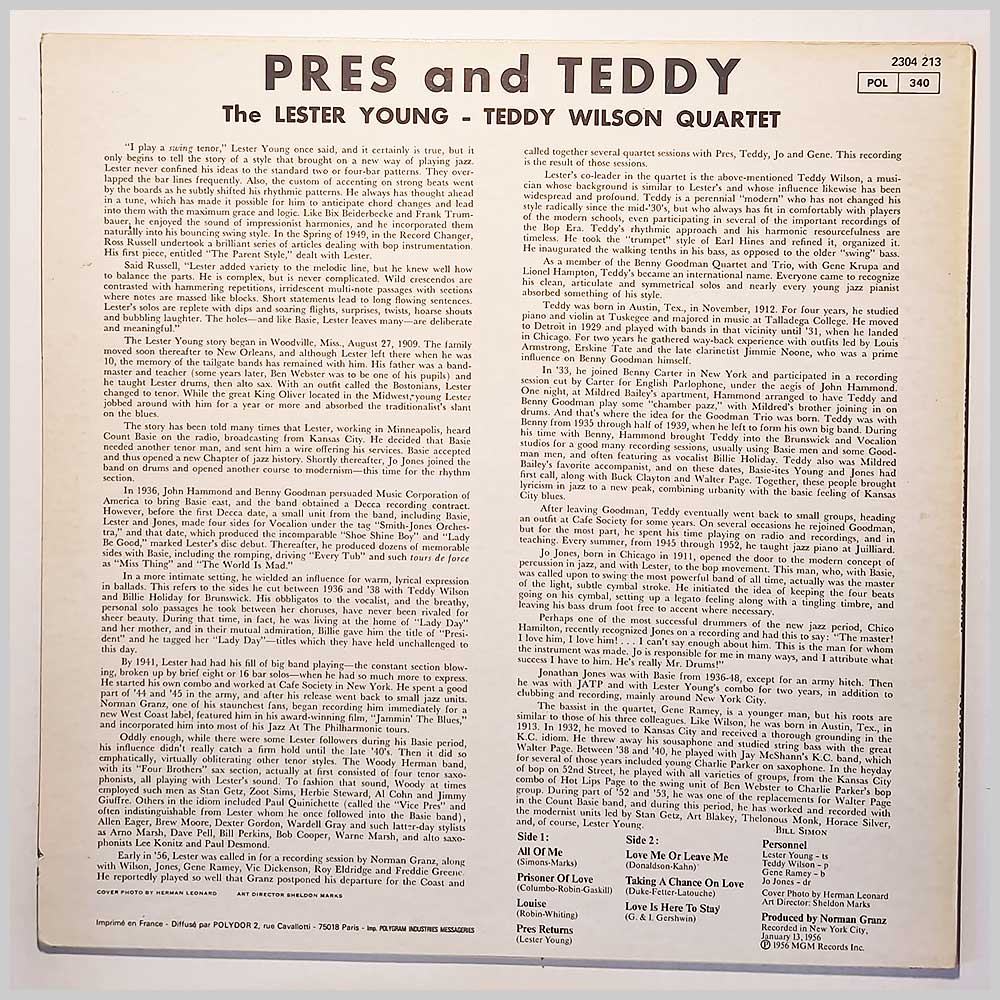 PRES and TEDDY
2304 213
POL 340
The LESTER YOUNG - TEDDY WILSON QUARTET
"I play a swing tenor," Lester Young once said, and it certainly is true, but it
only begins to tell the story of a style that brought on a new way of playing jazz.
Lester never confined his ideas to the standard two or four-bar patterns. They over-
lapped the bar lines frequently. Also, the custom of accenting on strong beats went
by the boards as he subtly shifted his rhythmic patterns. He always has thought ahead
in a tune, which has made it possible for him to anticipate chord changes and lead
into them with the maximum grace and logic. Like Bix Beiderbecke and Frank Trum-
bauer, he enjoyed the sound of impressionist harmonies, and he incorporated them
naturally into his bouncing swing style. In the Spring of 1949, in the Record Changer,
Ross Russell undertook a brilliant series of articles dealing with bop instrumentation.
His first piece, entitled "The Parent Style," dealt with Lester.
Said Russell, "Lester added variety to the melodic line, but he knew well how
to balance the parts. He is complex, but is never complicated. Wild crescendos are
contrasted with hammering repetitions, irridescent multi-note passages with sections
where notes are massed like blocks. Short statements lead to long flowing sentences.
Lester's solos are replete with dips and soaring flights, surprises, twists, hoarse shouts
and bubbling laughter. The holes—and like Basie, Lester leaves many—are deliberate
and meaningful."
The Lester Young story began in Woodville, Miss., August 27, 1909. The family
moved soon thereafter to New Orleans, and although Lester left there when he was
10, the memory of the tailgate bands has remained with him. His father was a band-
master and teacher (some years later, Ben Webster was to be one of his pupils) and
he taught Lester drums, then alto sax. With an outfit called the Bostonians, Lester
changed to tenor. While the great King Oliver located in the Midwest, young Lester
jobbed around with him for a year or more and absorbed the traditionalist's slant
on the blues.
The story has been told many times that Lester, working in Minneapolis, heard
Count Basie on the radio, broadcasting from Kansas City. He decided that Basie
needed another tenor man, and sent him a wire offering his services. Basie accepted
and thus opened a new Chapter of jazz history. Shortly thereafter, Jo Jones joined the
band on drums and opened another course to modernism—this time for the rhythm
section.
In 1936, John Hammond and Benny Goodman persuaded Music Corporation of
America to bring Basie east, and the band obtained a Decca recording contract.
However, before the first Decca date, a small unit from the band, including Basie,
Lester and Jones, made four sides for Vocalion under the tag "Smith-Jones Orches-
tra," and that date, which produced the incomparable "Shoe Shine Boy" and "Lady
Be Good," marked Lester's disc debut. Thereafter, he produced dozens of memorable
sides with Basie, including the romping, driving "Every Tub" and such tours de force
as "Miss Thing" and "The World Is Mad."
In a more intimate setting, he wielded an influence for warm, lyrical expression
in ballads. This refers to the sides he cut between 1936 and '38 with Teddy Wilson
and Billie Holiday for Brunswick. His obbligatos to the vocalist, and the breathy,
personal solo passages he took between her choruses, have never been rivaled for
sheer beauty. During that time, in fact, he was living at the home of "Lady Day"
and her mother, and in their mutual admiration, Billie gave him the title of "Presi-
dent" and he tagged her "Lady Day"—titles which they have held unchallenged to
this day.
By 1941, Lester had had his fill of big band playing—the constant section blow-
ing, broken up by brief eight or 16 bar solos—when he had so much more to express.
He started his own combo and worked at Cafe Society in New York. He spent a good
part of '44 and '45 in the army, and after his release went back to small jazz units.
Norman Granz, one of his staunchest fans, began recording him immediately for a
new West Coast label, featured him in his award-winning film, "Jammin' The Blues,"
and incorporated him into most of his Jazz At The Philharmonic tours.
Oddly enough, while there were some Lester followers during his Basie period,
his influence didn't really catch a firm hold until the late '40's. Then it did so
emphatically, virtually obliterating other tenor styles. The Woody Herman band,
with its "Four Brothers" sax section, actually at first consisted of four tenor saxo-
phonists, all playing with Lester's sound. To fashion that sound, Woody at times
employed such men as Stan Getz, Zoot Sims, Herbie Steward, Al Cohn and Jimmy
Giuffre. Others in the idiom included Paul Quinichette (called the "Vice Pres" and
often indistinguishable from Lester whom he once followed into the Basie band),
Allen Eager, Brew Moore, Dexter Gordon, Wardell Gray and such latter-day stylists
as Arno Marsh, Dave Pell, Bill Perkins, Bob Cooper, Warne Marsh, and alto saxo-
phonists Lee Konitz and Paul Desmond.
Early in '56, Lester was called in for a recording session by Norman Granz, along
with Wilson, Jones, Gene Ramey, Vic Dickenson, Roy Eldridge and Freddie Greene.
He reportedly played so well that Granz postponed his departure for the Coast and
COVER PHOTO BY HERMAN LEONARD ART DIRECTOR SHELDON MARKS
Imprimé en France - Diffusé par POLYDOR 2, rue Cavallotti - 75018 Paris - Imp. POLYGRAM INDUSTRIES MESSAGERIES
called together several quartet sessions with Pres, Teddy, Jo and Gene. This recording
is the result of those sessions.
Lester's co-leader in the quartet is the above-mentioned Teddy Wilson, a musi-
cian whose background is similar to Lester's and whose influence likewise has been
widespread and profound. Teddy is a perennial "modern" who has not changed his
style radically since the mid-'30's, but who always has fit in comfortably with players
of the modern schools, even participating in several of the important recordings of
the Bop Era. Teddy's rhythmic approach and his harmonic resourcefulness are
timeless. He took the "trumpet" style of Earl Hines and refined it, organized it.
He inaugurated the walking tenths in his bass, as opposed to the older "swing" bass.
As a member of the Benny Goodman Quartet and Trio, with Gene Krupa and
Lionel Hampton, Teddy's became an international name. Everyone came to recognize
his clean, articulate and symmetrical solos and nearly every young jazz pianist
absorbed something of his style.
Teddy was born in Austin, Tex., in November, 1912. For four years, he studied
piano and violin at Tuskegee and majored in music at Talladega College. He moved
to Detroit in 1929 and played with bands in that vicinity until '31, when he landed
in Chicago. For two years he gathered way-back experience with outfits led by Louis
Armstrong, Erskine Tate and the late clarinetist Jimmie Noone, who was a prime
influence on Benny Goodman himself.
In '33, he joined Benny Carter in New York and participated in a recording
session cut by Carter for English Parlophone, under the aegis of John Hammond.
One night, at Mildred Bailey's apartment, Hammond arranged to have Teddy and
Benny Goodman play some "chamber pazz," with Mildred's brother joining in on
drums. And that's where the idea for the Goodman Trio was born. Teddy was with
Benny from 1935 through half of 1939, when he left to form his own big band. During
his time with Benny, Hammond brought Teddy into the Brunswick and Vocalion
studios for a good many recording sessions, usually using Basie men and some Good-
man men, and often featuring as vocalist Billie Holiday. Teddy also was Mildred
Bailey's favorite accompanist, and on these dates, Basie-ites Young and Jones had
first call, along with Buck Clayton and Walter Page. Together, these people brought
lyricism in jazz to a new peak, combining urbanity with the basic feeling of Kansas
City blues.
After leaving Goodman, Teddy eventually went back to small groups, heading
an outfit at Cafe Society for some years. On several occasions he rejoined Goodman,
but for the most part, he spent his time playing on radio and recordings, and in
teaching. Every summer, from 1945 through 1952, he taught jazz piano at Juilliard.
Jo Jones, born in Chicago in 1911, opened the door to the modern concept of
percussion in jazz, and with Lester, to the bop movement. This man, who, with Basie,
was called upon to swing the most powerful band of all time, actually was the master
of the light, subtle cymbal stroke. He initiated the idea of keeping the four beats
going on his cymbal, setting up a legato feeling along with a tingling timbre, and
leaving his bass drum foot free to accent where necessary.
Perhaps one of the most successful drummers of the new jazz period, Chico
Hamilton, recently recognized Jones on a recording and had this to say: "The master!
I love him, I love him! . . . I can't say enough about him. This is the man for whom
the instrument was made. Jo is responsible for me in many ways, and I attribute what
success I have to him. He's really Mr. Drums!"
Jonathan Jones was with Basie from 1936-48, except for an army hitch. Then
he was with JATP and with Lester Young's combo for two years, in addition to
clubbing and recording, mainly around New York City.
The bassist in the quartet, Gene Ramey, is a younger man, but his roots are
similar to those of his three colleagues. Like Wilson, he was born in Austin, Tex., in
1913. In 1932, he moved to Kansas City and received a thorough grounding in the
K.C. idiom. He threw away his sousaphone and studied string bass with the great
Walter Page. Between '38 and '40, he played with Jay McShann's K.C. band, which
for several of those years included young Charlie Parker on saxophone. In the heyday
of bop on 52nd Street, he played with all varieties of groups, from the Kansas City
combo of Hot Lips Page to the swing unit of Ben Webster to Charlie Parker's bop
group. During part of '52 and '53, he was one of the replacements for Walter Page
in the Count Basie band, and during this period, he has worked and recorded with
the modernist units led by Stan Getz, Art Blakey, Thelonous Monk, Horace Silver,
and, of course, Lester Young.
BILL SIMON
Side 1:
All Of Me
(Simons-Marks)
Prisoner Of Love
(Columbo-Robin-Gaskill)
Louise
(Robin-Whiting)
Pres Returns
(Lester Young)
Side 2:
Love Me Or Leave Me
(Donaldson-Kahn)
Taking A Chance On Love
(Duke-Fetter-Latouche)
Love Is Here To Stay
(G. & I. Gershwin)
Personnel
Lester Young – ts
Teddy Wilson – p
Gene Ramey – b
Jo Jones – dr
Cover Photo by Herman Leonard
Art Director: Sheldon Marks
Produced by Norman Granz
Recorded in New York City,
January 13, 1956
Ⓟ 1956 MGM Records Inc.